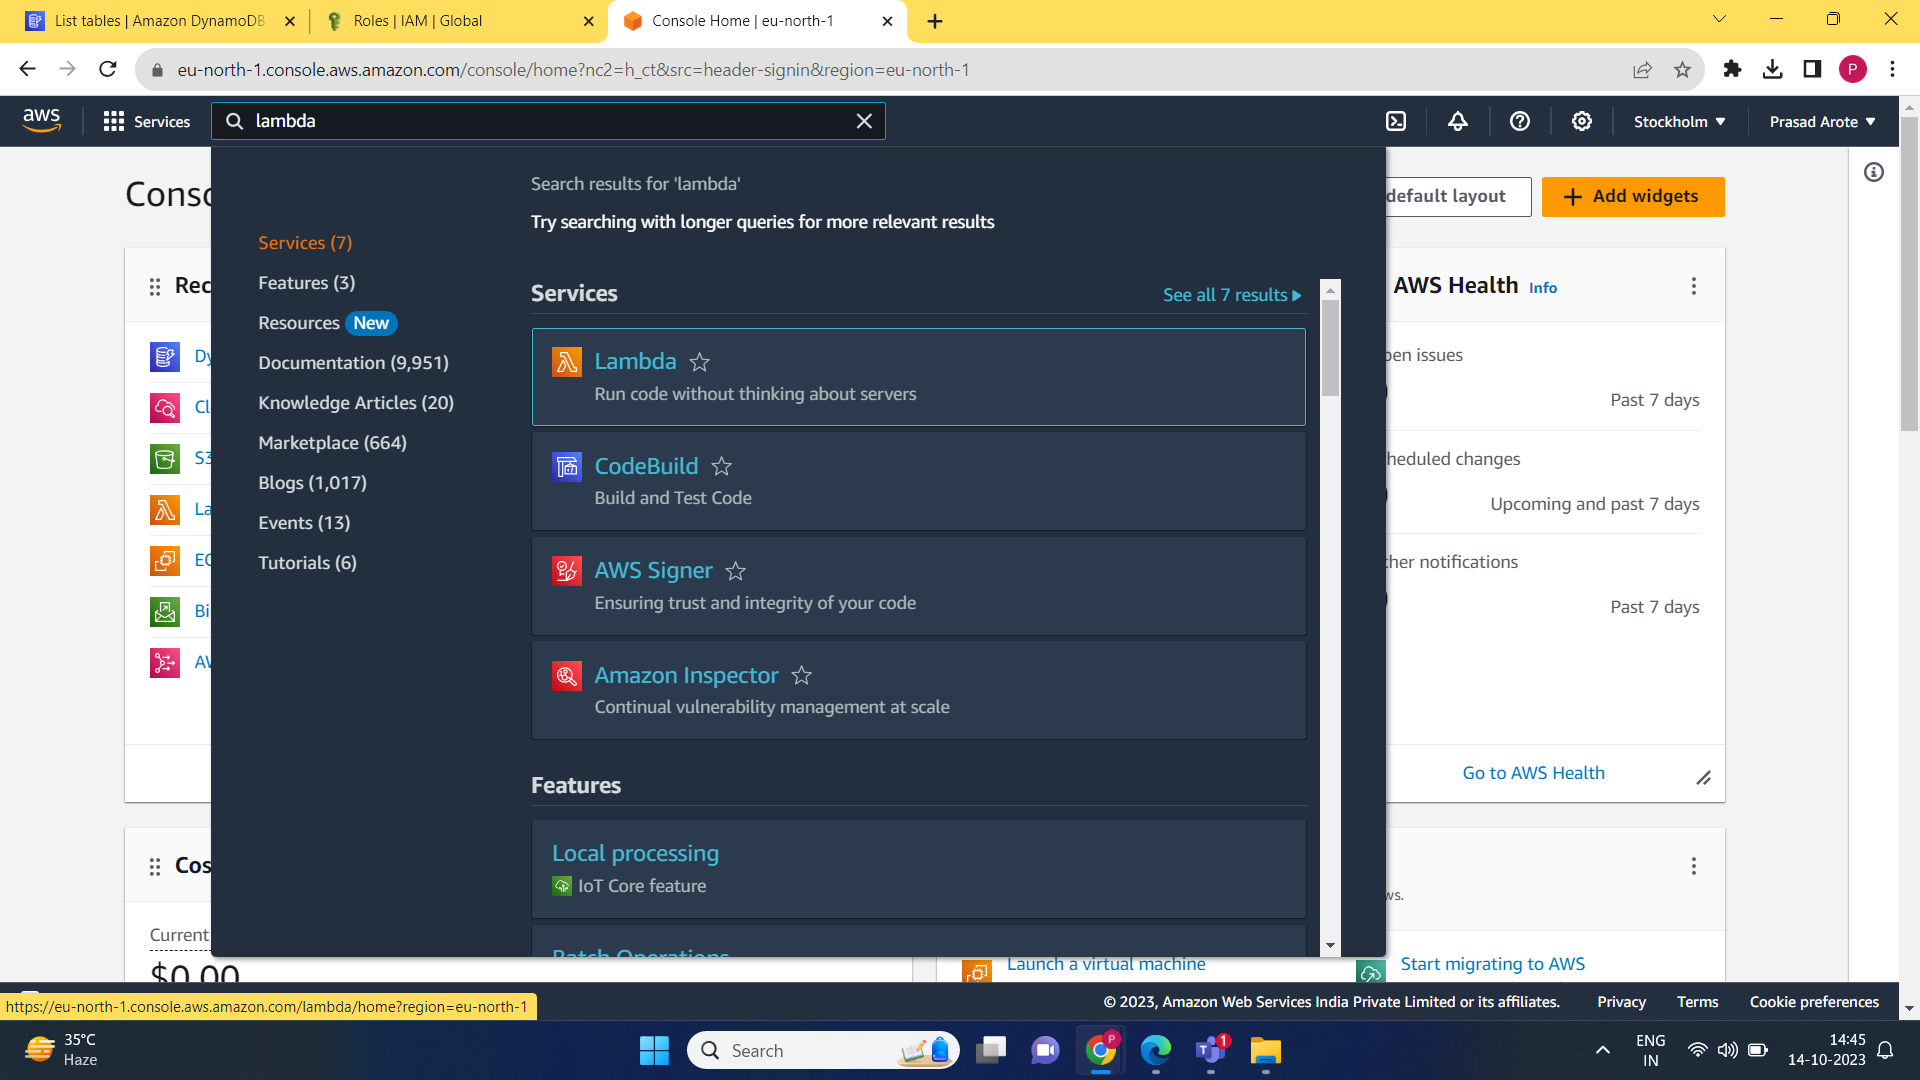 List tables | Amazon DynamoDB
Roles | IAM | Global
Console Home | eu-north-1
eu-north-1.console.aws.amazon.com/console/home?nc2=h_ct&src=header-signin&region=eu-north-1
P
aws
Services
lambda
Stockholm
Prasad Arote
Search results for 'lambda'
Try searching with longer queries for more relevant results
Services (7)
Features (3)
Resources New
Documentation (9,951)
Knowledge Articles (20)
Marketplace (664)
Blogs (1,017)
Events (13)
Tutorials (6)
Services
See all 7 results
Lambda
Run code without thinking about servers
CodeBuild
Build and Test Code
AWS Signer
Ensuring trust and integrity of your code
Amazon Inspector
Continual vulnerability management at scale
Features
Local processing
IoT Core feature
Batch Operations
Conso
default layout
Add widgets
Rec
Dy
Cl
S3
La
EC
Bi
AW
AWS Health Info
pen issues
Past 7 days
heduled changes
Upcoming and past 7 days
ther notifications
Past 7 days
Go to AWS Health
Cos
Current
$0.00
ws.
Launch a virtual machine
Start migrating to AWS
https://eu-north-1.console.aws.amazon.com/lambda/home?region=eu-north-1
© 2023, Amazon Web Services India Private Limited or its affiliates.
Privacy
Terms
Cookie preferences
35°C
Haze
Search
P
1
ENG
IN
14:45
14-10-2023